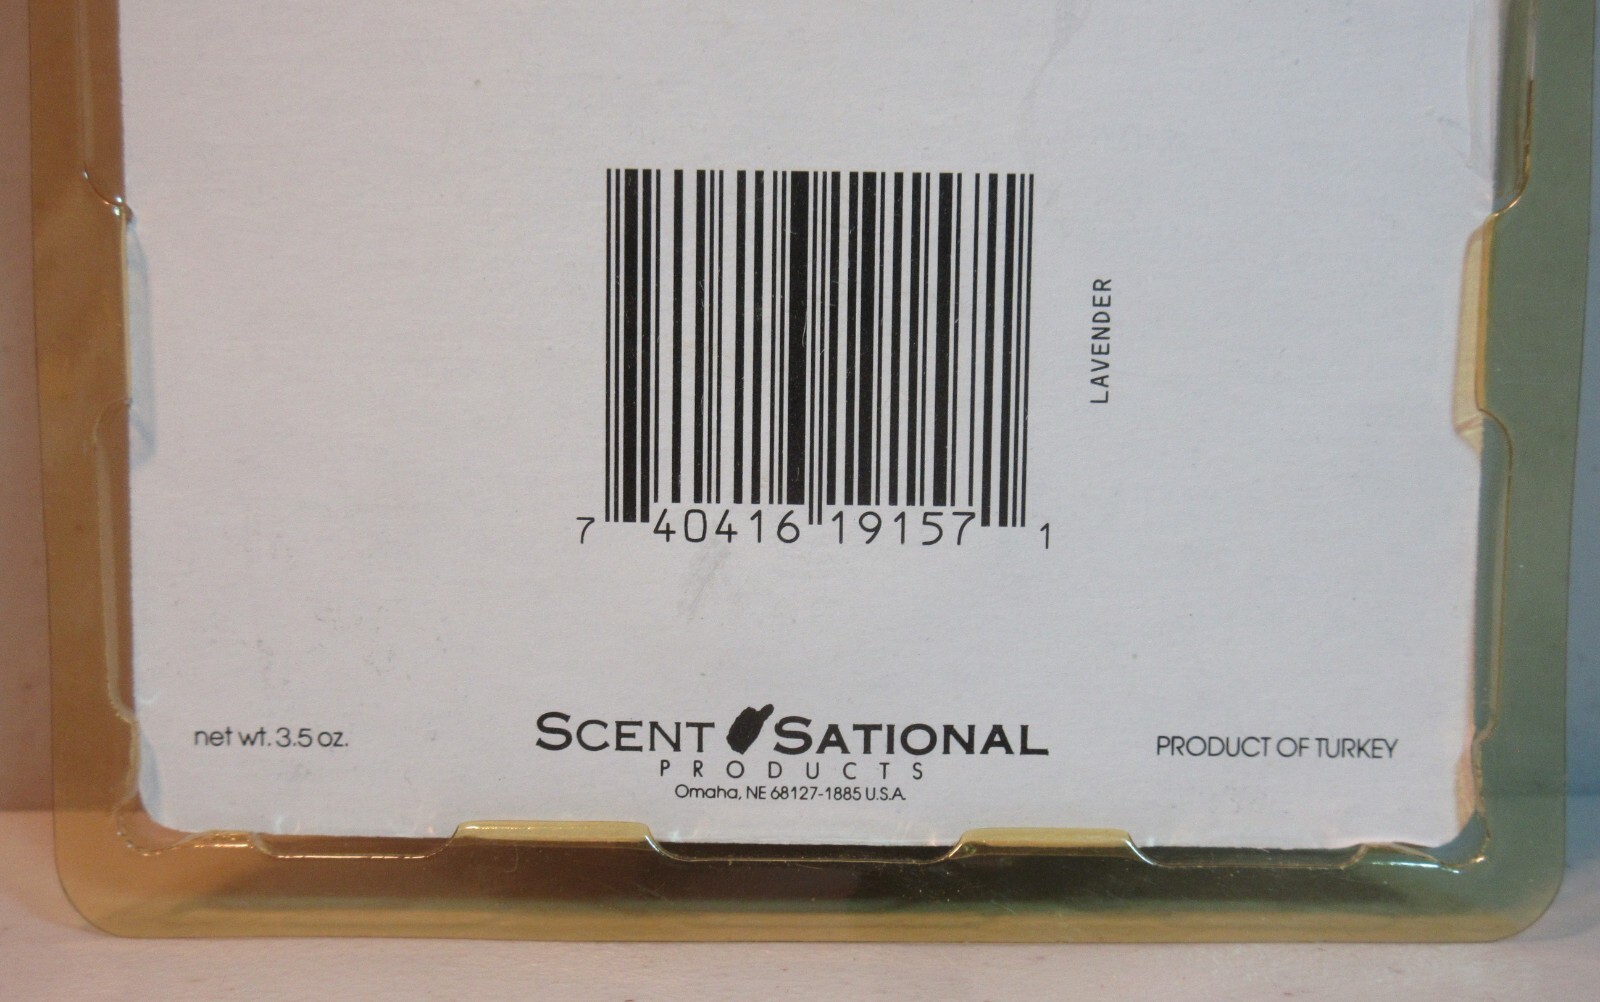 LAVENDER
7 40416 19157 1
net wt. 3.5 oz.
SCENT SATIONAL
PRODUCTS
Omaha, NE 68127-1885 U.S.A.
PRODUCT OF TURKEY